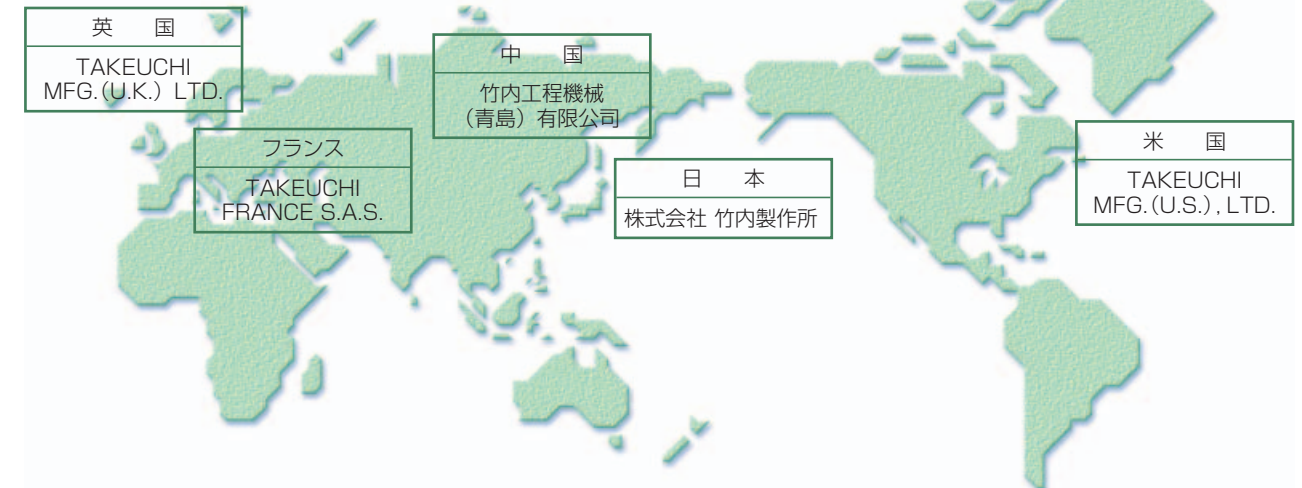 英　国
TAKEUCHI
MFG.(U.K.) LTD.
中　国
竹内工程機械
（青島）有限公司
フランス
TAKEUCHI
FRANCE S.A.S.
日　本
株式会社 竹内製作所
米　国
TAKEUCHI
MFG.(U.S.), LTD.